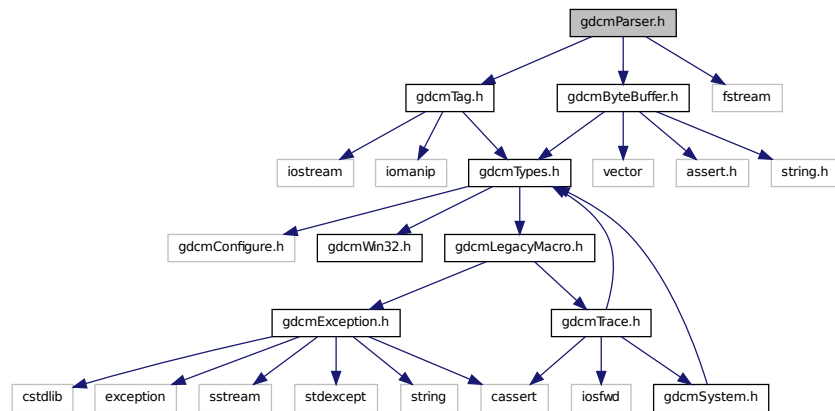 gdcmParser.h
gdcmTag.h
gdcmByteBuffer.h
fstream
iostream
iomanip
gdcmTypes.h
vector
assert.h
string.h
gdcmConfigure.h
gdcmWin32.h
gdcmLegacyMacro.h
gdcmException.h
gdcmTrace.h
cstdlib
exception
sstream
stdexcept
string
cassert
iosfwd
gdcmSystem.h